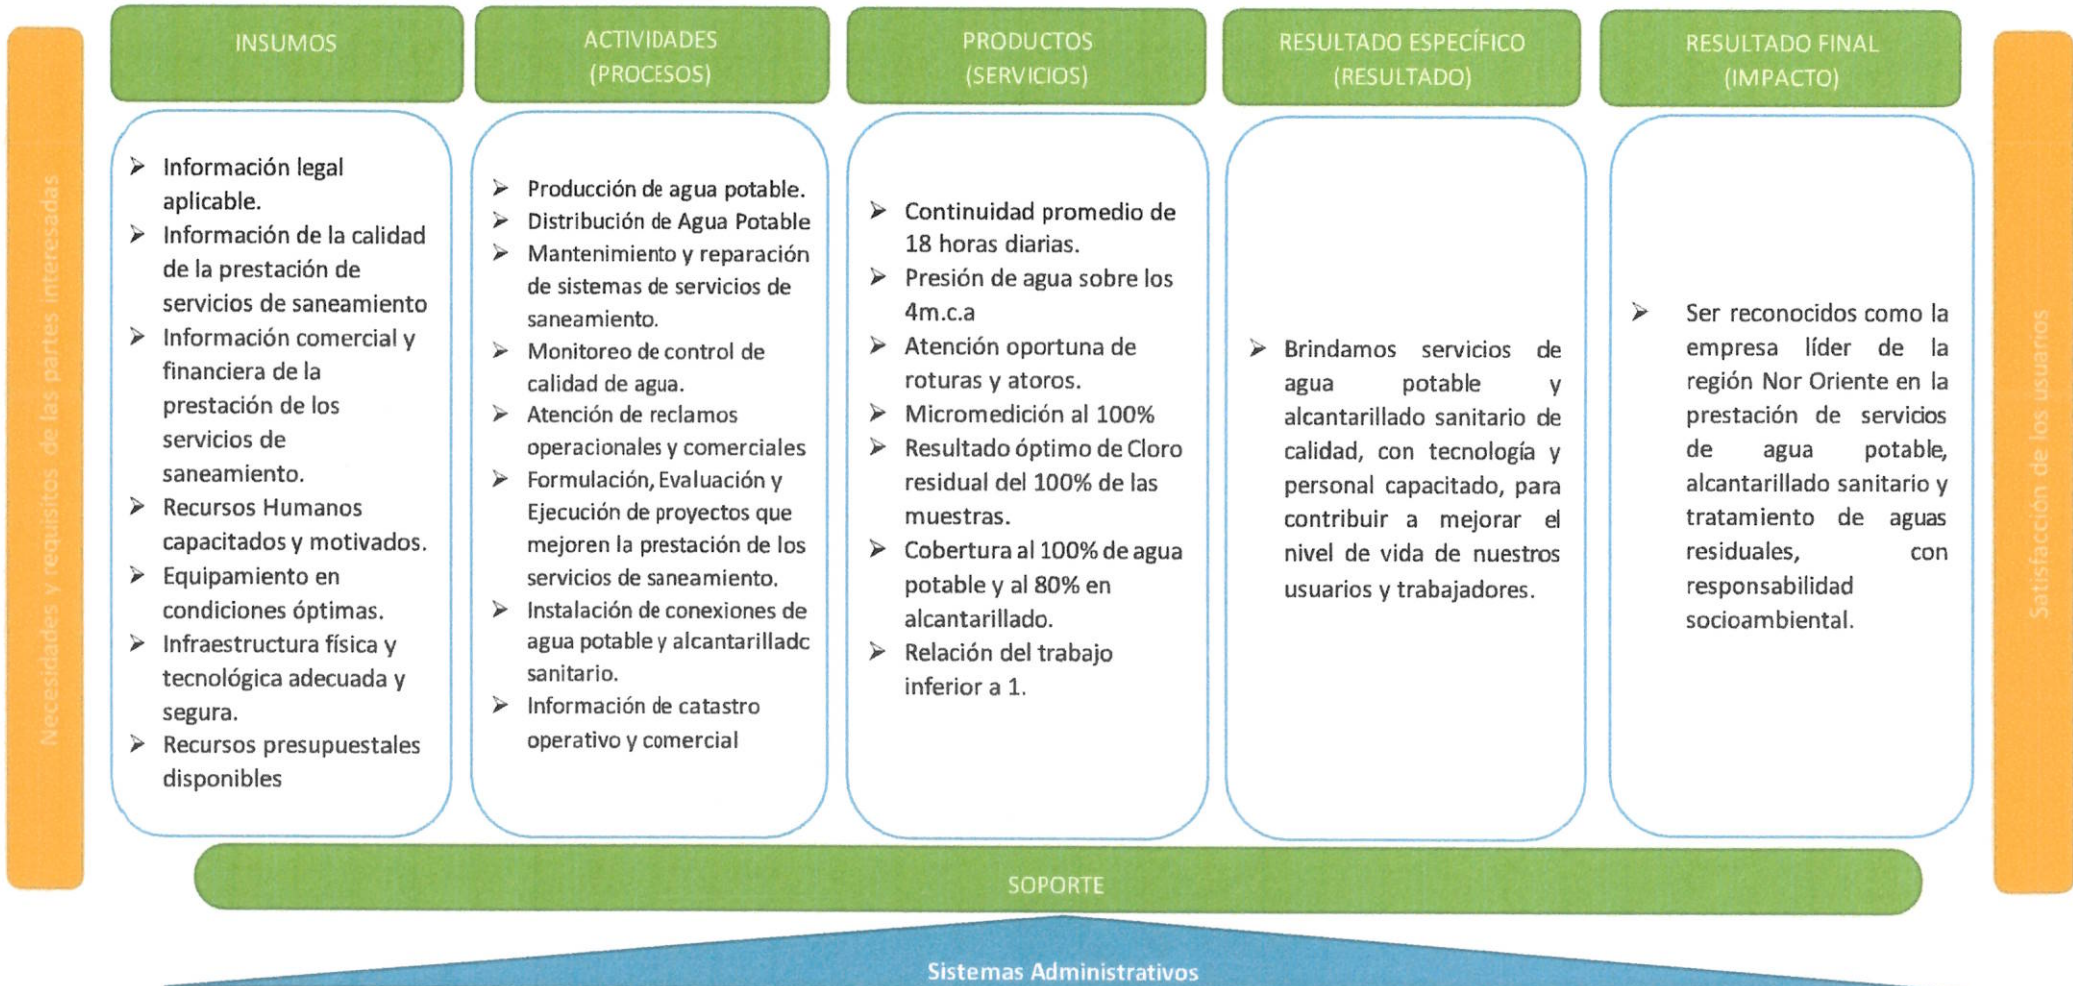 Necesidades y requisitos de las partes interesadas
INSUMOS
➢ Información legal
aplicable.
➢ Información de la calidad
de la prestación de
servicios de saneamiento
➢ Información comercial y
financiera de la
prestación de los
servicios de
saneamiento.
➢ Recursos Humanos
capacitados y motivados.
➢ Equipamiento en
condiciones óptimas.
➢ Infraestructura física y
tecnológica adecuada y
segura.
➢ Recursos presupuestales
disponibles
ACTIVIDADES
(PROCESOS)
➢ Producción de agua potable.
➢ Distribución de Agua Potable
➢ Mantenimiento y reparación
de sistemas de servicios de
saneamiento.
➢ Monitoreo de control de
calidad de agua.
➢ Atención de reclamos
operacionales y comerciales
➢ Formulación, Evaluación y
Ejecución de proyectos que
mejoren la prestación de los
servicios de saneamiento.
➢ Instalación de conexiones de
agua potable y alcantarilladc
sanitario.
➢ Información de catastro
operativo y comercial
PRODUCTOS
(SERVICIOS)
➢ Continuidad promedio de
18 horas diarias.
➢ Presión de agua sobre los
4m.c.a
➢ Atención oportuna de
roturas y atoros.
➢ Micromedición al 100%
➢ Resultado óptimo de Cloro
residual del 100% de las
muestras.
➢ Cobertura al 100% de agua
potable y al 80% en
alcantarillado.
➢ Relación del trabajo
inferior a 1.
RESULTADO ESPECÍFICO
(RESULTADO)
➢ Brindamos servicios de
agua potable y
alcantarillado sanitario de
calidad, con tecnología y
personal capacitado, para
contribuir a mejorar el
nivel de vida de nuestros
usuarios y trabajadores.
RESULTADO FINAL
(IMPACTO)
➢ Ser reconocidos como la
empresa líder de la
región Nor Oriente en la
prestación de servicios
de agua potable,
alcantarillado sanitario y
tratamiento de aguas
residuales, con
responsabilidad
socioambiental.
Satisfacción de los usuarios
SOPORTE
Sistemas Administrativos